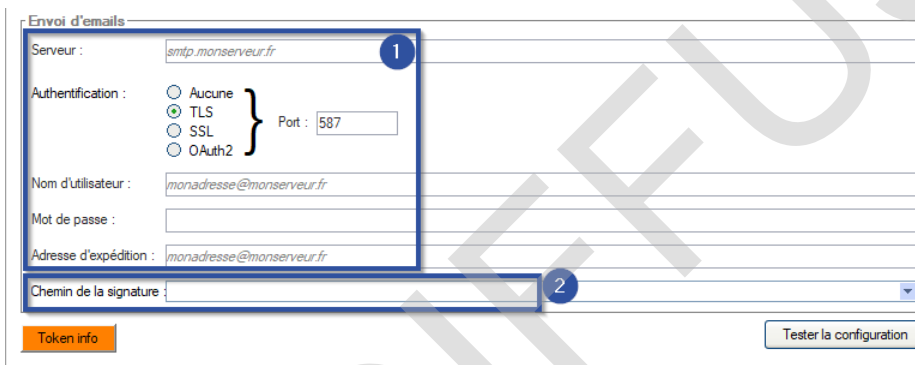 Envoi d'emails
Serveur : smtp.monserveur.fr 1
Authentification : Aucune
TLS
SSL
OAuth2
Port : 587
Nom d'utilisateur : monadresse@monserveur.fr
Mot de passe :
Adresse d'expédition : monadresse@monserveur.fr
Chemin de la signature : 2
Token info Tester la configuration